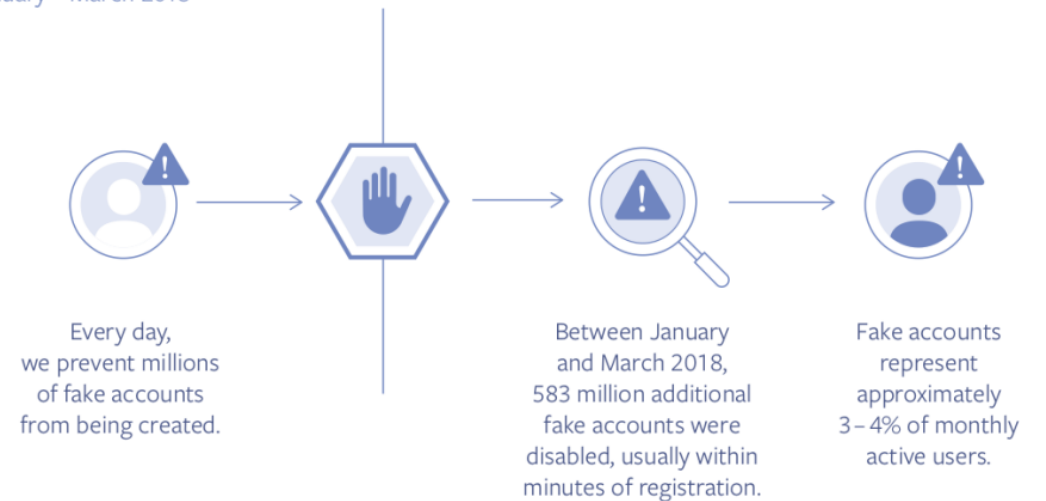 March 2018
Every day,
we prevent millions
of fake accounts
from being created.
Between January
and March 2018,
583 million additional
fake accounts were
disabled, usually within
minutes of registration.
Fake accounts
represent
approximately
3–4% of monthly
active users.